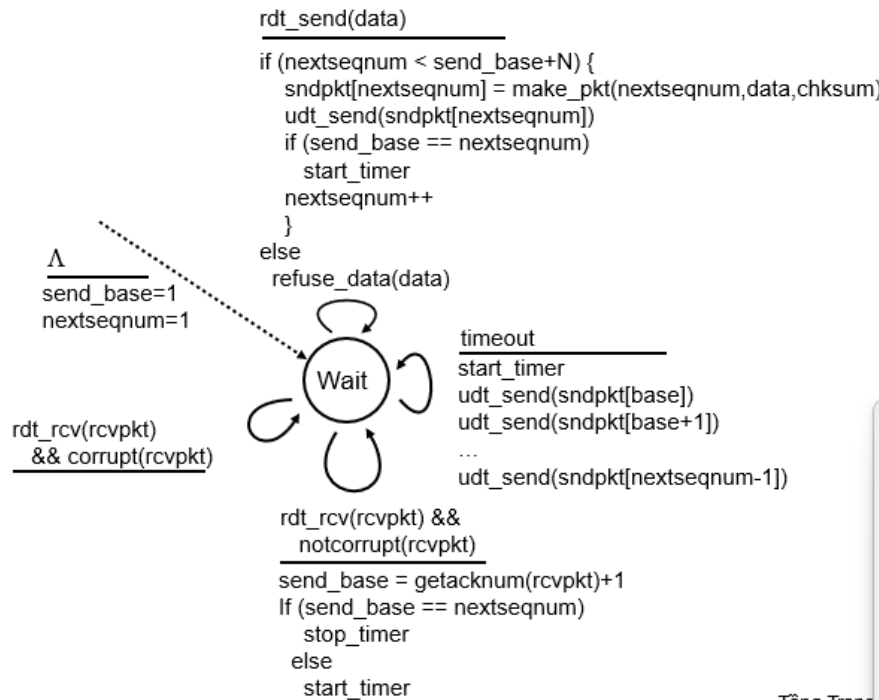 rdt_send(data)
if (nextseqnum < send_base+N) {
sndpkt[nextseqnum] = make_pkt(nextseqnum,data,chksum)
udt_send(sndpkt[nextseqnum])
if (send_base == nextseqnum)
start_timer
nextseqnum++
}
else
refuse_data(data)
Λ
send_base=1
nextseqnum=1
Wait
timeout
start_timer
udt_send(sndpkt[base])
udt_send(sndpkt[base+1])
...
udt_send(sndpkt[nextseqnum-1])
rdt_rcv(rcvpkt)
&& corrupt(rcvpkt)
rdt_rcv(rcvpkt) &&
notcorrupt(rcvpkt)
send_base = getacknum(rcvpkt)+1
If (send_base == nextseqnum)
stop_timer
else
start_timer